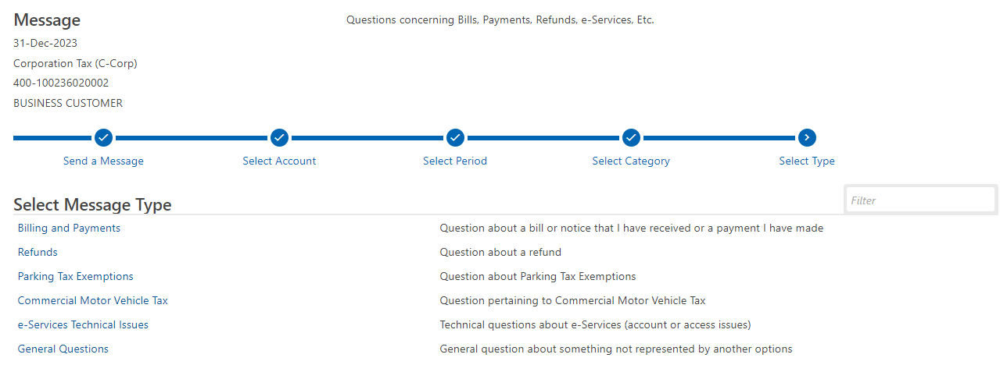 Message
Questions concerning Bills, Payments, Refunds, e-Services, Etc.
31-Dec-2023
Corporation Tax (C-Corp)
400-100236020002
BUSINESS CUSTOMER
Send a Message
Select Account
Select Period
Select Category
Select Type
Select Message Type
Filter
Billing and Payments
Question about a bill or notice that I have received or a payment I have made
Refunds
Question about a refund
Parking Tax Exemptions
Question about Parking Tax Exemptions
Commercial Motor Vehicle Tax
Question pertaining to Commercial Motor Vehicle Tax
e-Services Technical Issues
Technical questions about e-Services (account or access issues)
General Questions
General question about something not represented by another options